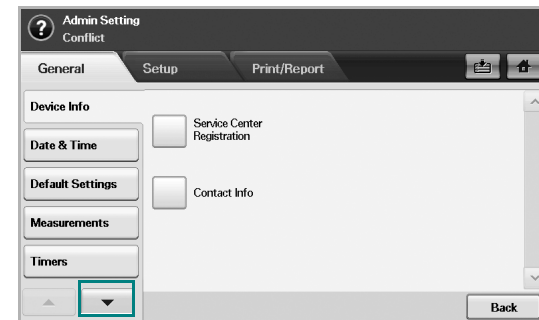 ?
Admin Setting
Conflict
General
Setup
Print/Report
Device Info
Date & Time
Default Settings
Measurements
Timers
Service Center
Registration
Contact Info
Back